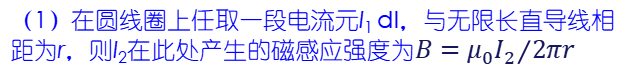 （1）在圆线圈上任取一段电流元I₁ dl，与无限长直导线相
距为r，则I₂在此处产生的磁感应强度为B = μ₀I₂/2πr